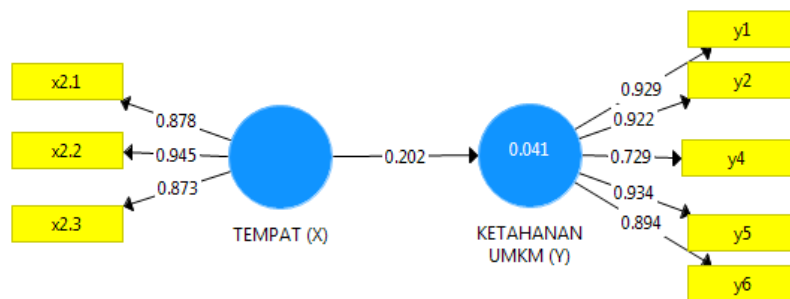 y1
x2.1
y2
0.929
0.878
0.922
x2.2
0.945
0.202
0.041
0.729
y4
0.873
0.934
x2.3
0.894
y5
TEMPAT (X)
KETAHANAN
UMKM (Y)
y6